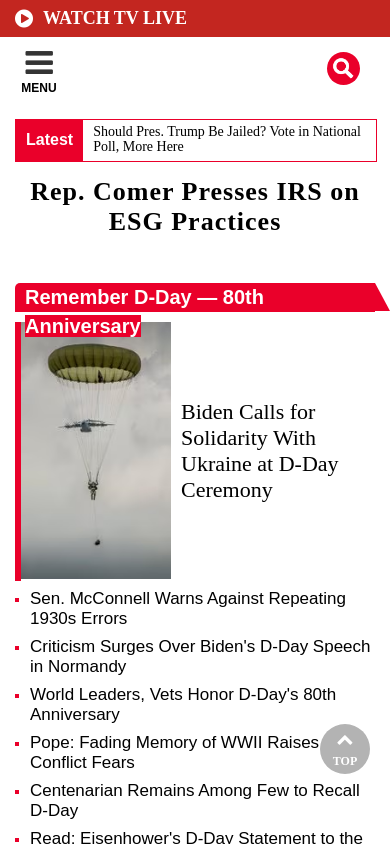 WATCH TV LIVE
MENU
Latest
Should Pres. Trump Be Jailed? Vote in National
Poll, More Here
Rep. Comer Presses IRS on
ESG Practices
Remember D-Day — 80th
Anniversary
Biden Calls for
Solidarity With
Ukraine at D-Day
Ceremony
Sen. McConnell Warns Against Repeating
1930s Errors
Criticism Surges Over Biden's D-Day Speech
in Normandy
World Leaders, Vets Honor D-Day's 80th
Anniversary
Pope: Fading Memory of WWII Raises
Conflict Fears
TOP
Centenarian Remains Among Few to Recall
D-Day
Read: Eisenhower's D-Day Statement to the